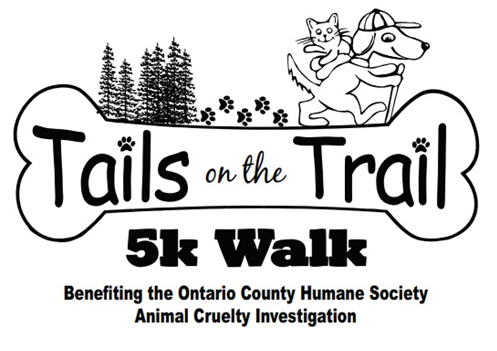 Tails on the Trail
5k Walk
Benefiting the Ontario County Humane Society
Animal Cruelty Investigation